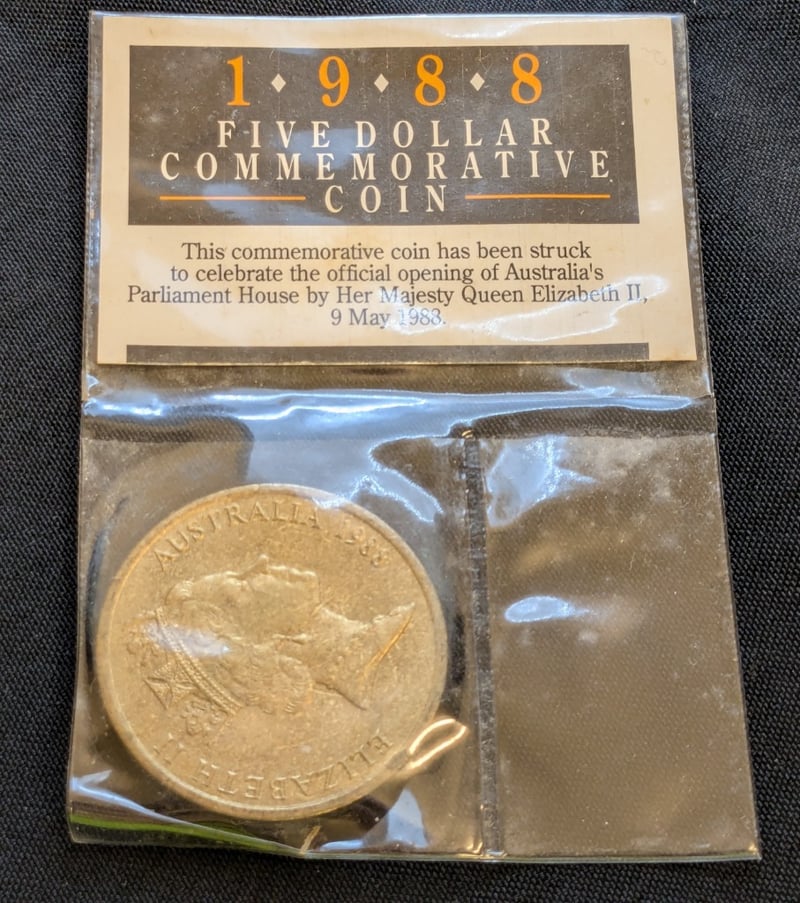 1⬥9⬥8⬥8
FIVE DOLLAR
COMMEMORATIVE
COIN
This commemorative coin has been struck
to celebrate the official opening of Australia's
Parliament House by Her Majesty Queen Elizabeth II,
9 May 1988.
AUSTRALIA 1988
ELIZABETH II